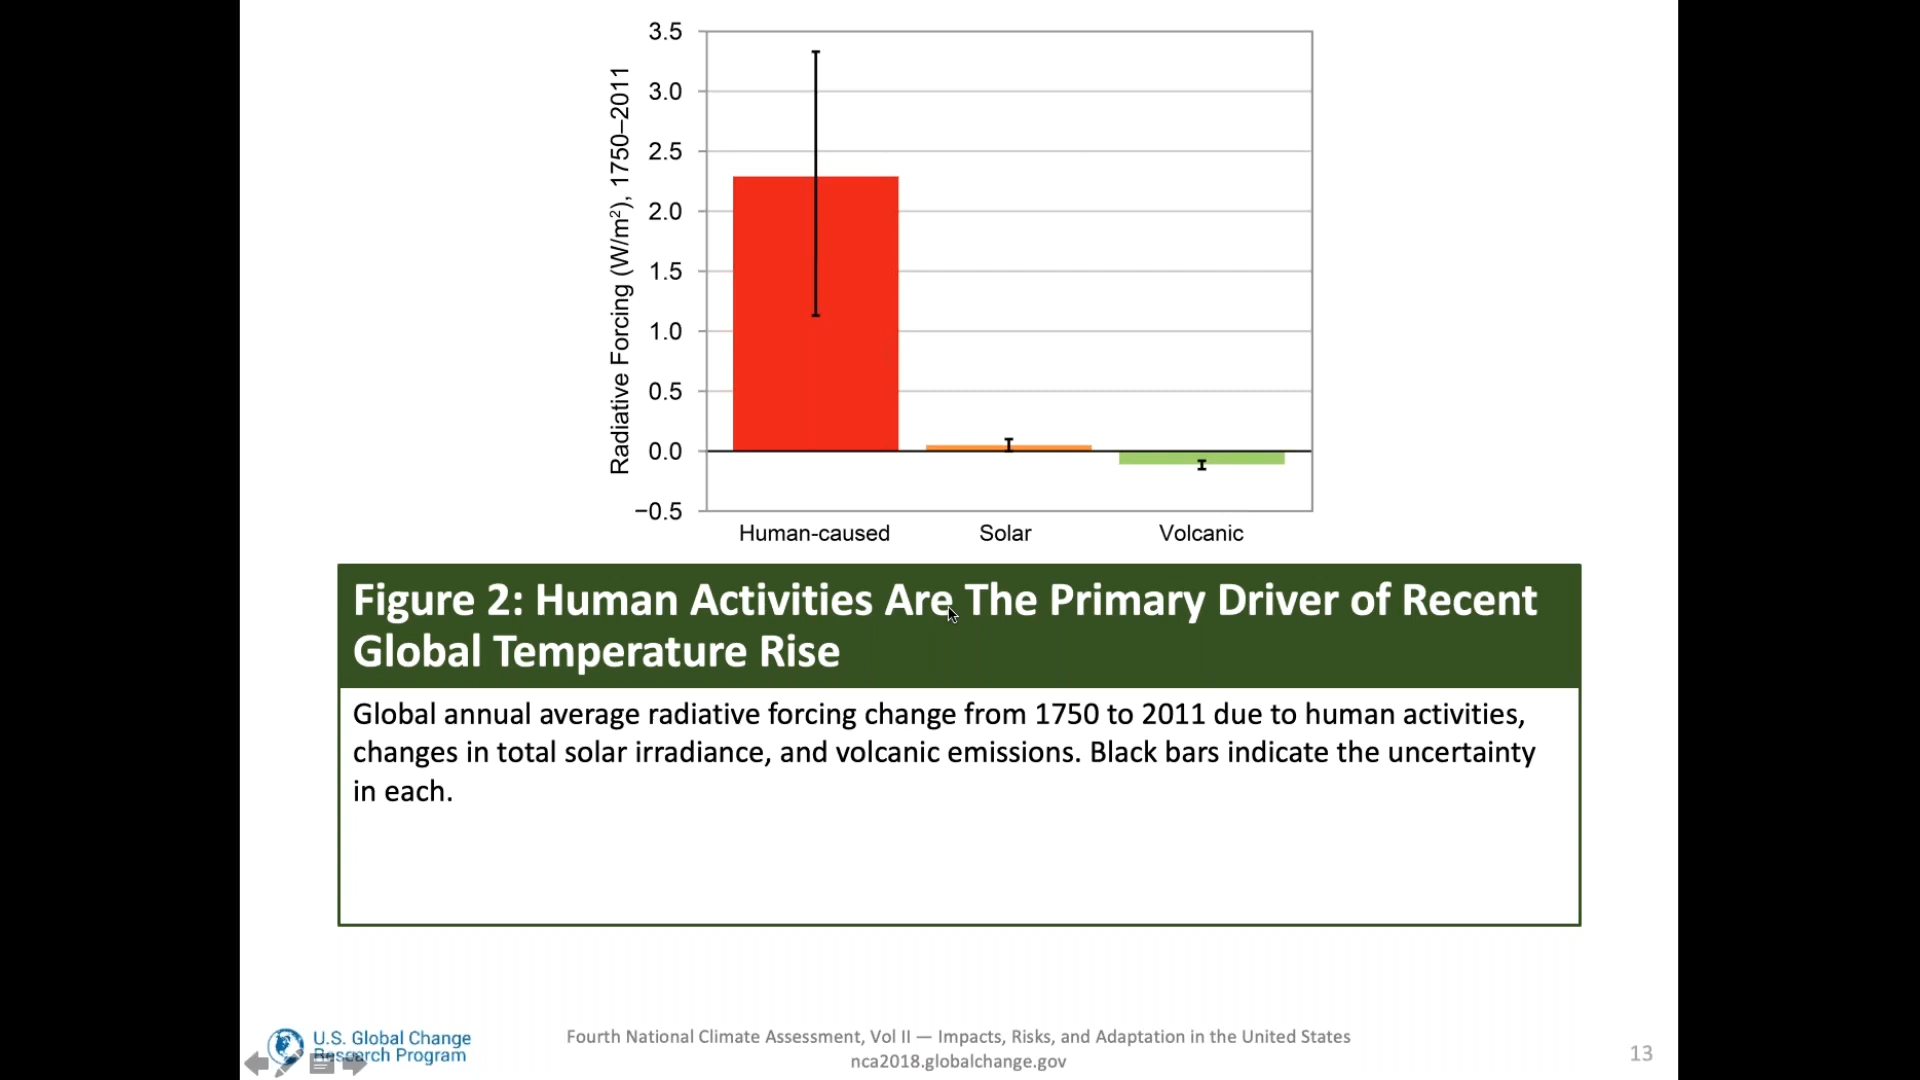 3.5
3.0
2.5
2.0
1.5
1.0
0.5
0.0
−0.5
Radiative Forcing (W/m²), 1750–2011
Human-caused Solar Volcanic
Figure 2: Human Activities Are The Primary Driver of Recent
Global Temperature Rise
Global annual average radiative forcing change from 1750 to 2011 due to human activities,
changes in total solar irradiance, and volcanic emissions. Black bars indicate the uncertainty
in each.
U.S. Global Change
Research Program
Fourth National Climate Assessment, Vol II — Impacts, Risks, and Adaptation in the United States
nca2018.globalchange.gov
13